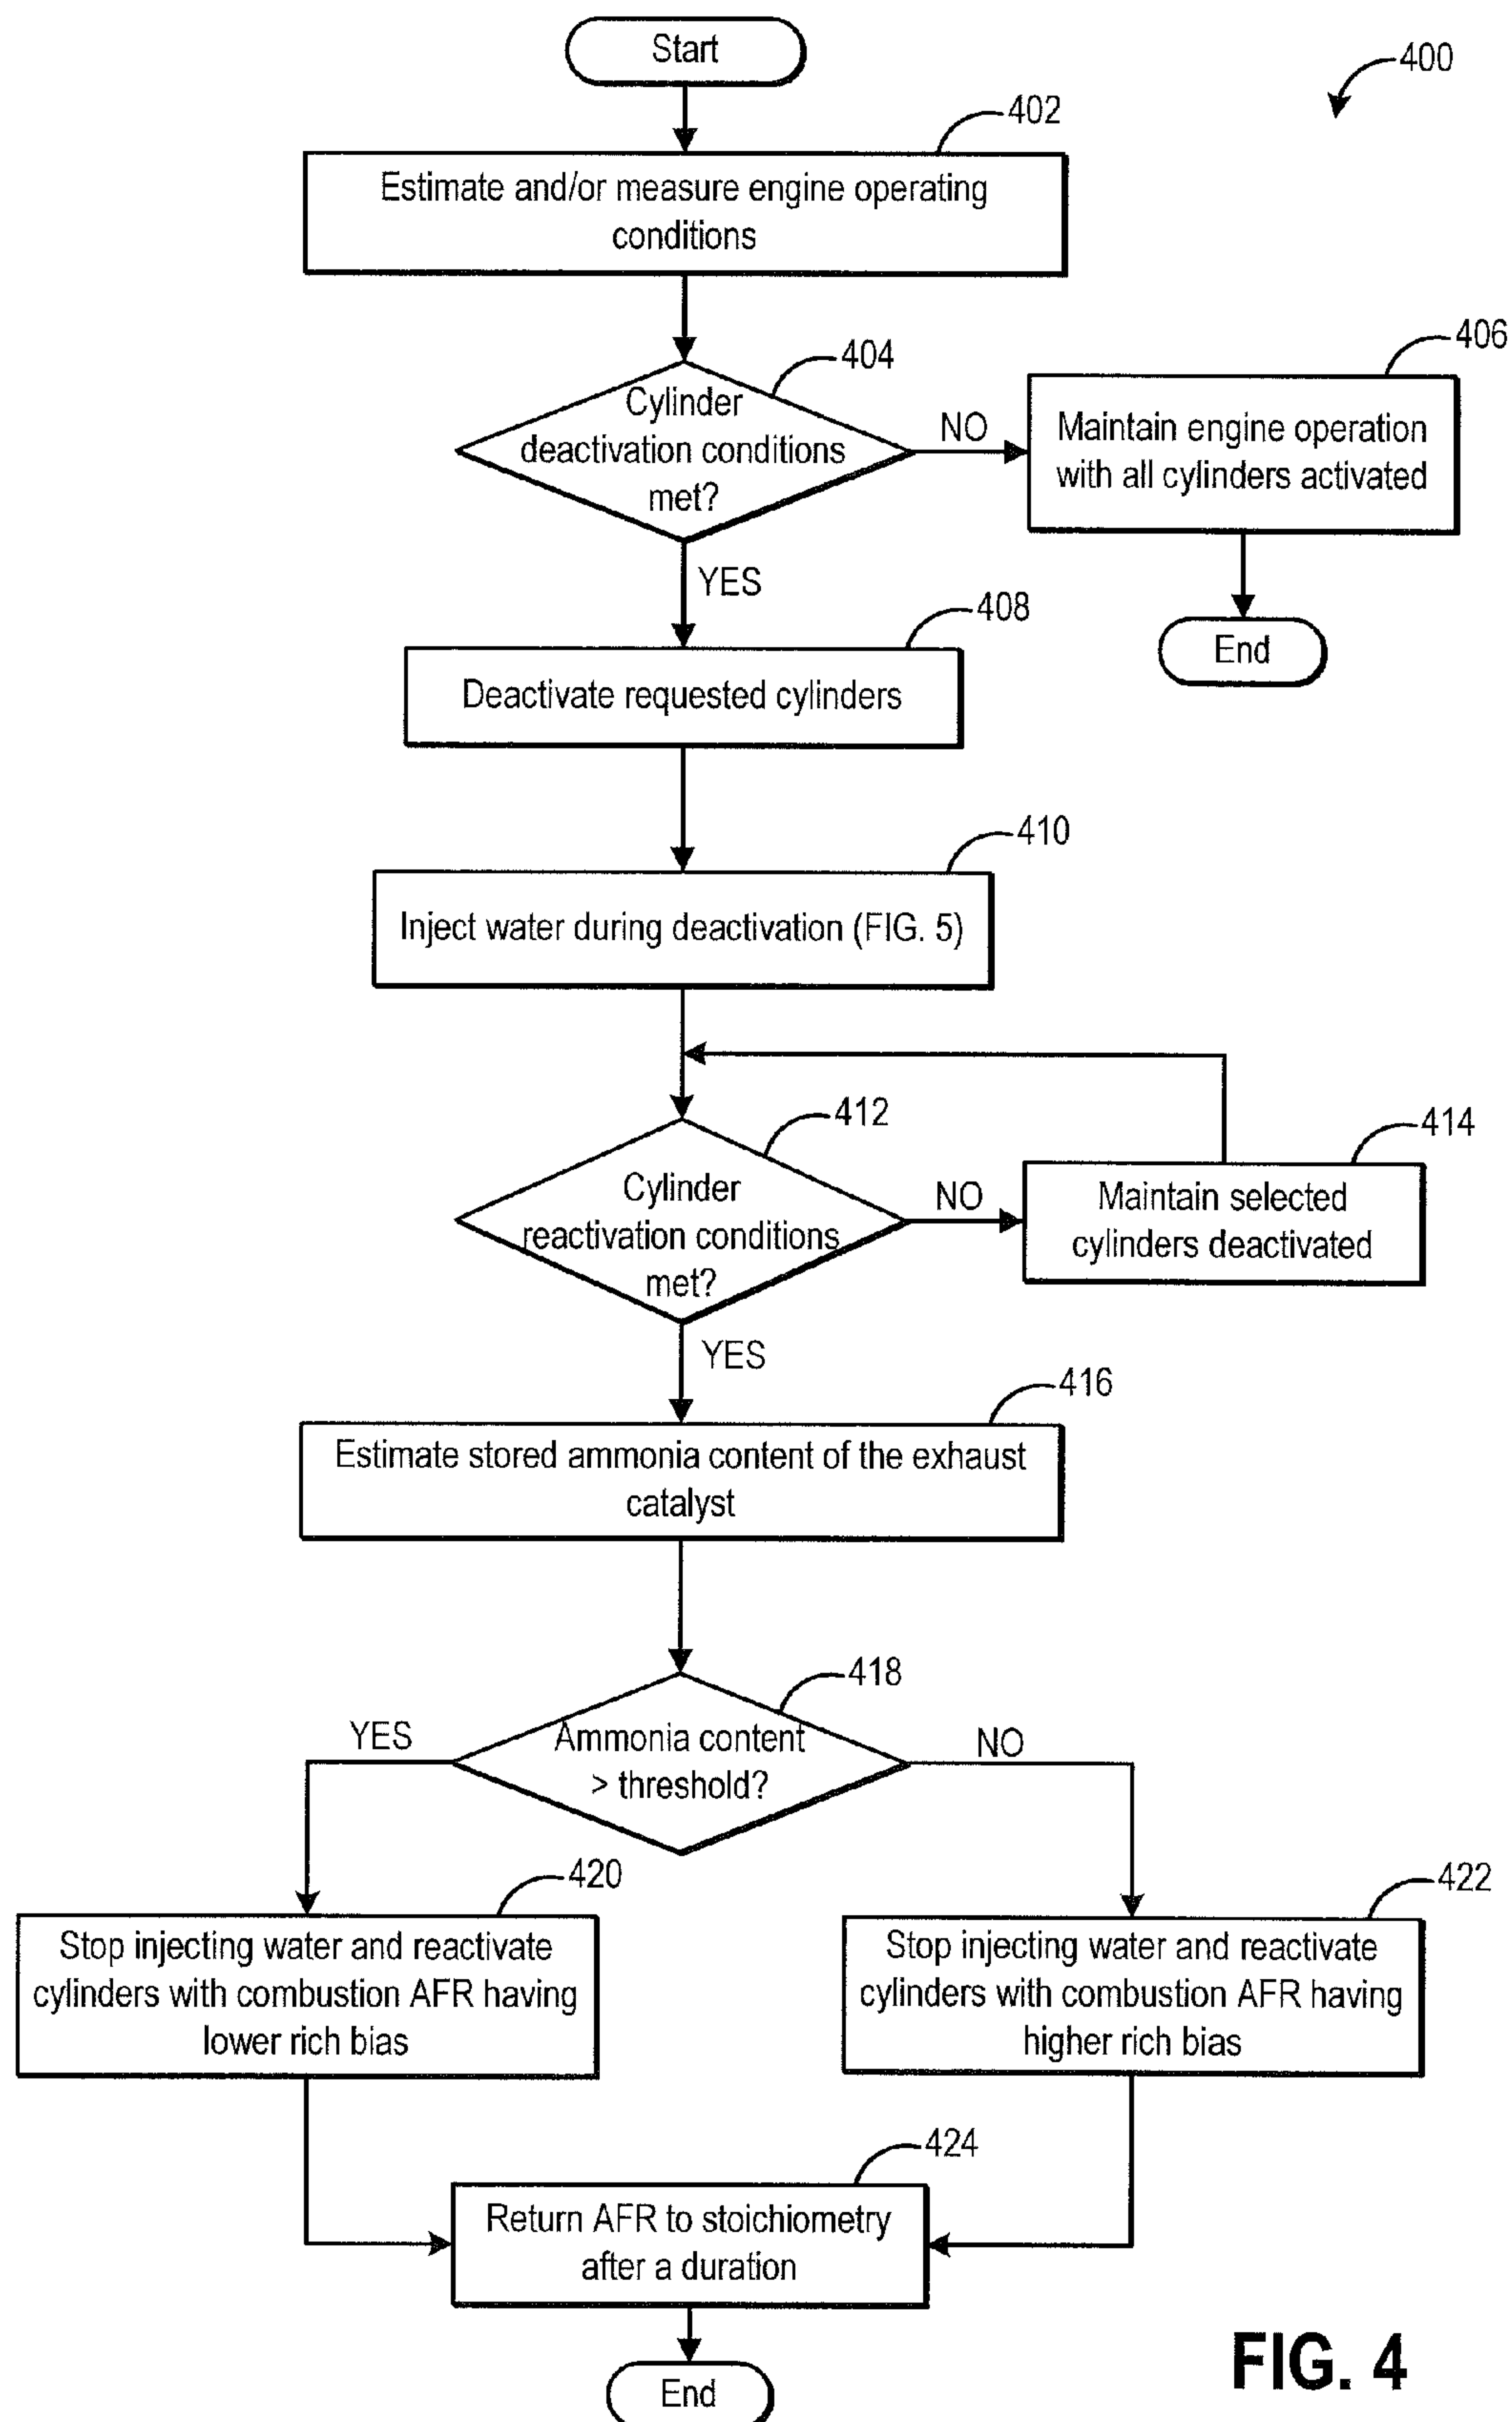 Start
400
402
Estimate and/or measure engine operating
conditions
404
406
Cylinder
deactivation conditions
met?
NO
Maintain engine operation
with all cylinders activated
YES
End
408
Deactivate requested cylinders
410
Inject water during deactivation (FIG. 5)
412
414
Cylinder
reactivation conditions
met?
NO
Maintain selected
cylinders deactivated
YES
416
Estimate stored ammonia content of the exhaust
catalyst
418
YES
Ammonia content
> threshold?
NO
420
422
Stop injecting water and reactivate
cylinders with combustion AFR having
lower rich bias
Stop injecting water and reactivate
cylinders with combustion AFR having
higher rich bias
424
Return AFR to stoichiometry
after a duration
End
FIG. 4